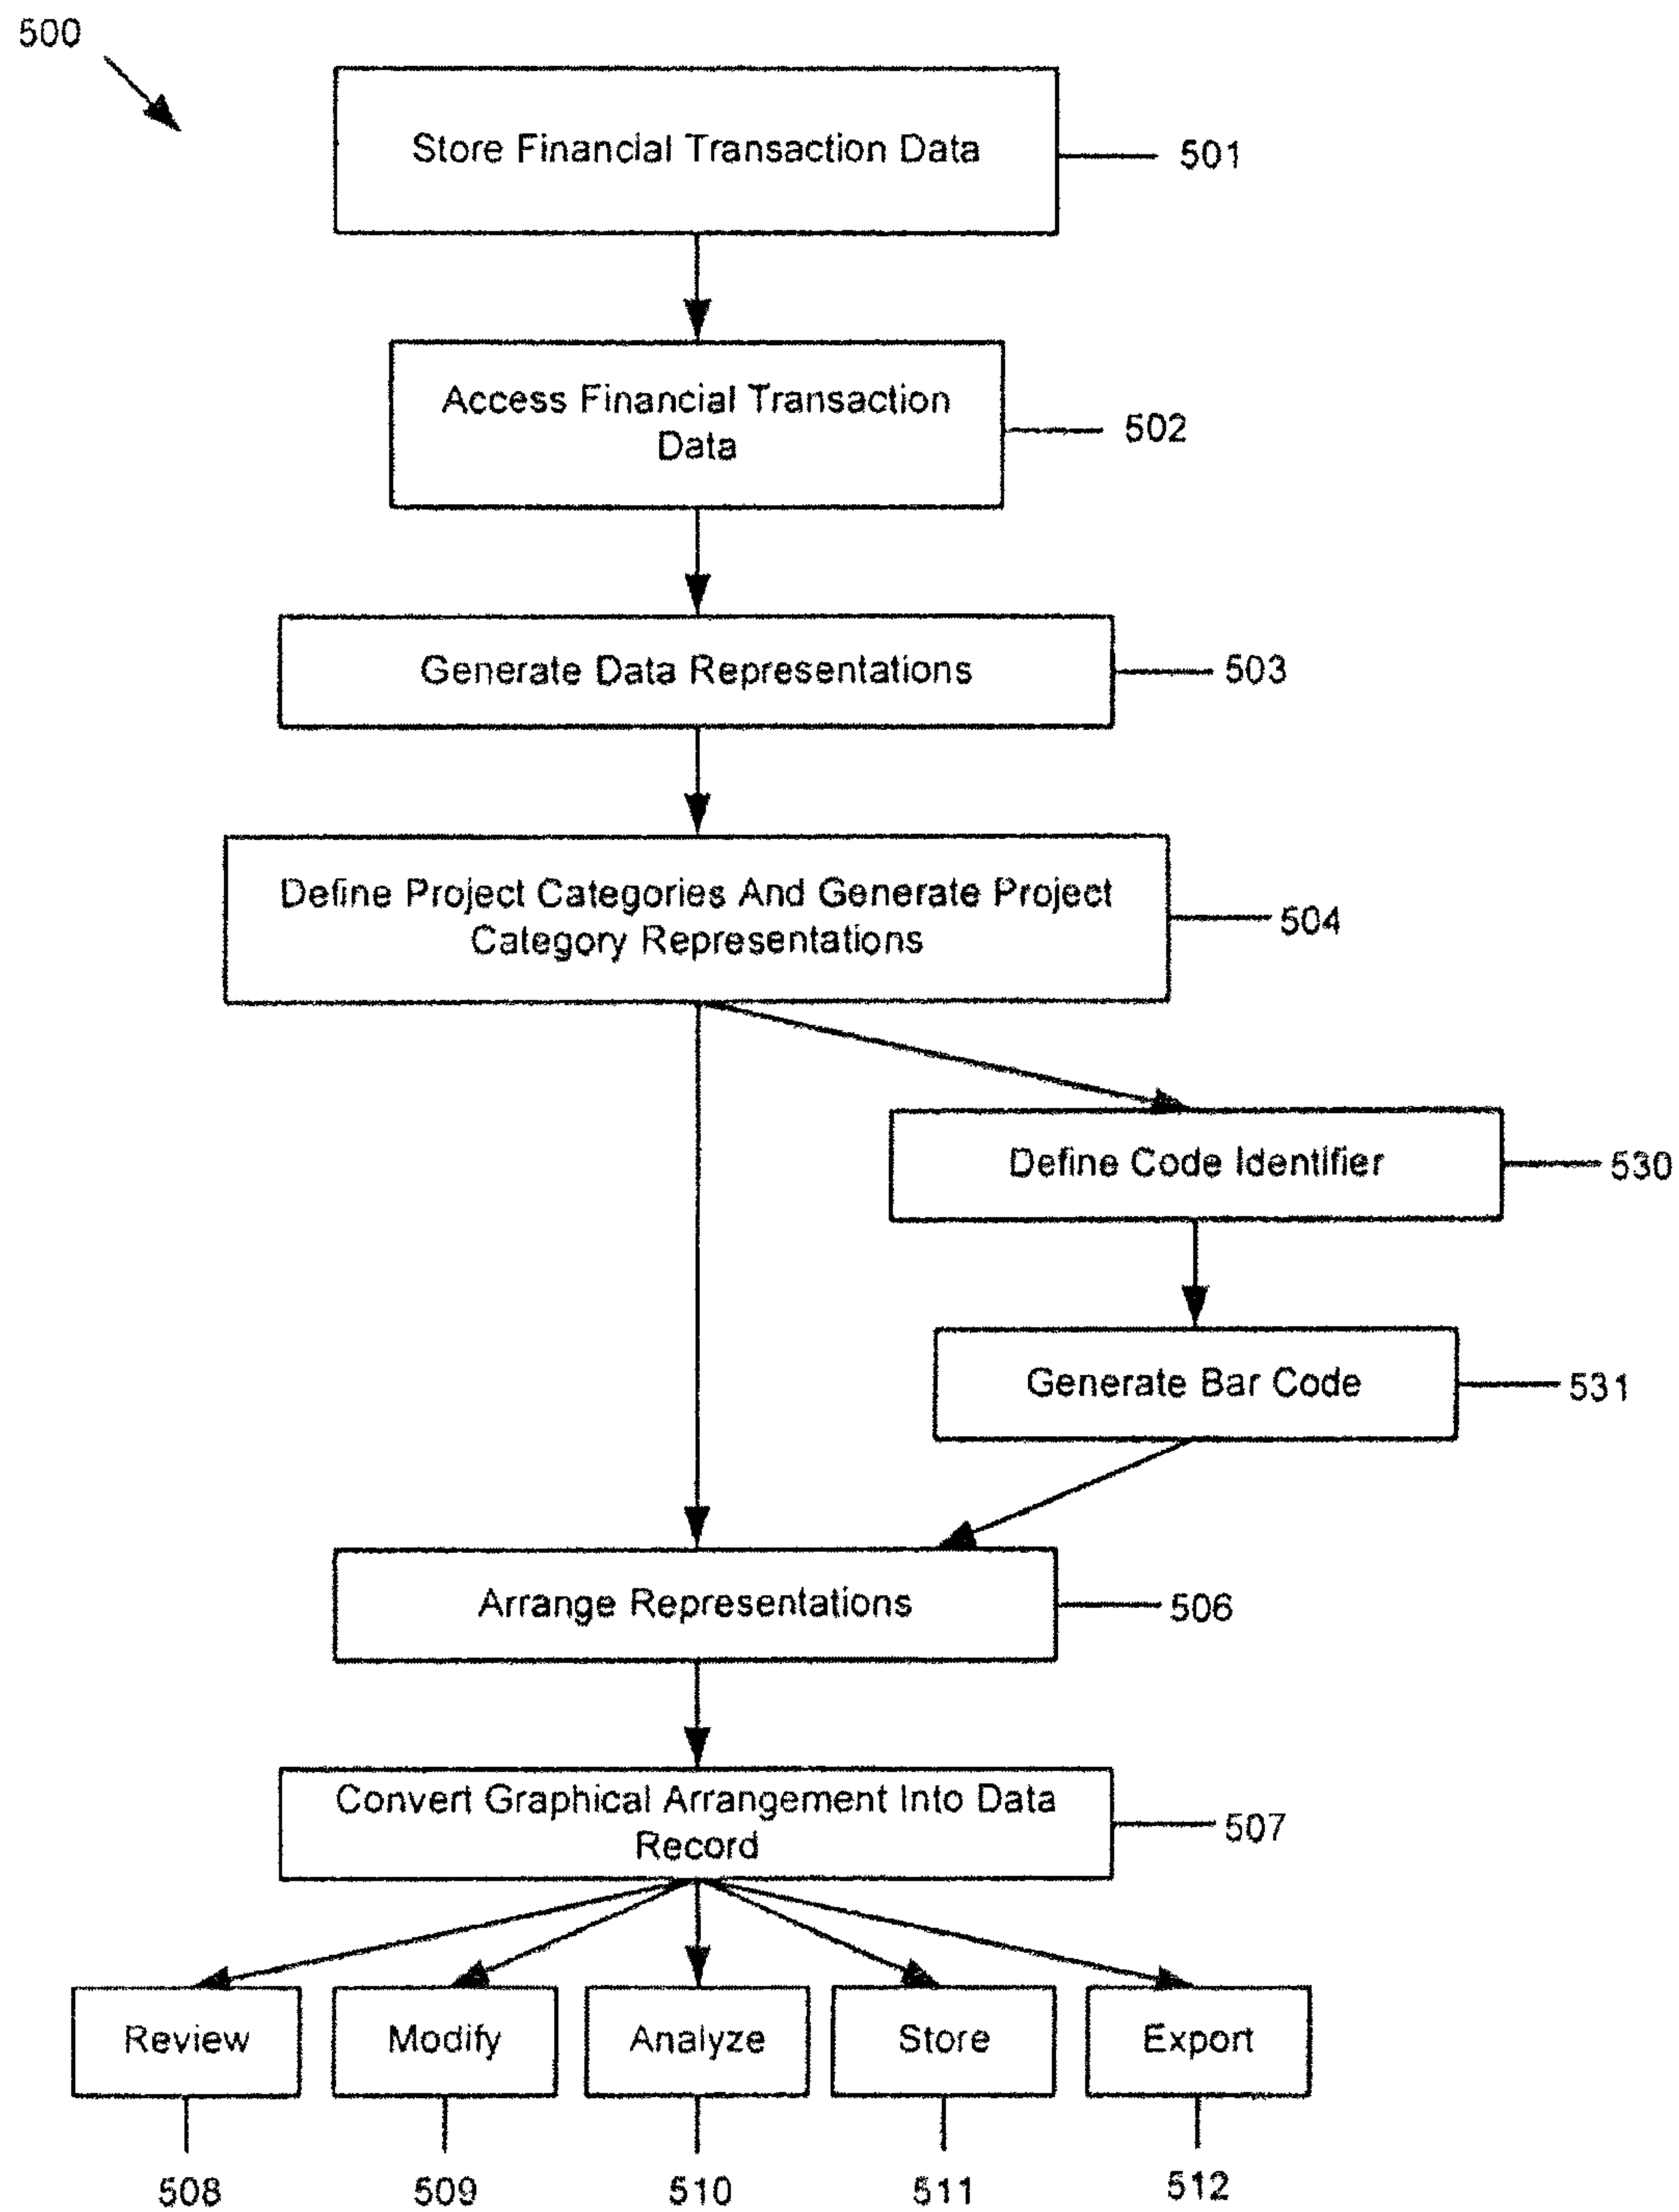 500
Store Financial Transaction Data
501
Access Financial Transaction
Data
502
Generate Data Representations
503
Define Project Categories And Generate Project
Category Representations
504
Define Code Identifier
530
Generate Bar Code
531
Arrange Representations
506
Convert Graphical Arrangement Into Data
Record
507
Review
Modify
Analyze
Store
Export
508
509
510
511
512